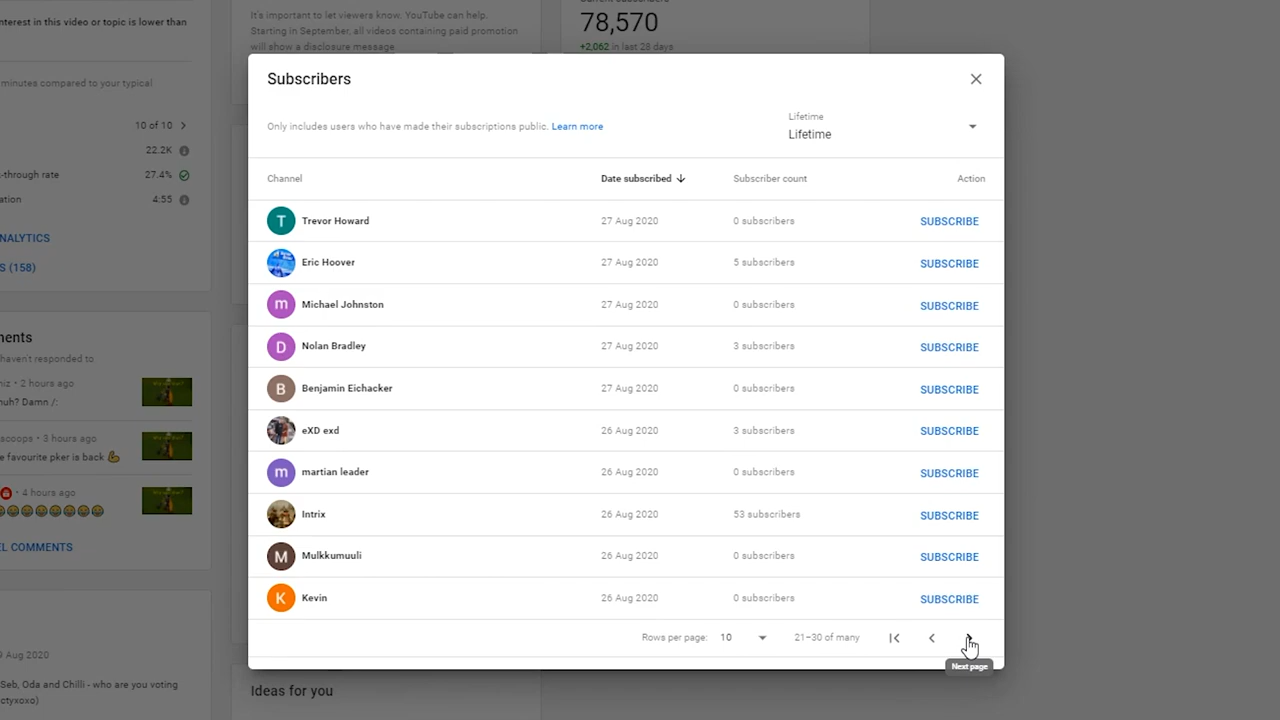 nterest in this video or topic is lower than
minutes compared to your typical
10 of 10
22.2K
-through rate 27.4%
ation 4:55
NALYTICS
S (158)
ments
haven't responded to
niz • 2 hours ago
nuh? Damn /:
scoops • 3 hours ago
e favourite pker is back 💪
• 4 hours ago
EL COMMENTS
9 Aug 2020
Seb, Oda and Chilli - who are you voting
ctyxoxo)
It's important to let viewers know. YouTube can help.
Starting in September, all videos containing paid promotion
will show a disclosure message.
Current subscribers
78,570
+2,062 in last 28 days
Subscribers
Only includes users who have made their subscriptions public. Learn more
Lifetime
Lifetime
Channel Date subscribed Subscriber count Action
T Trevor Howard 27 Aug 2020 0 subscribers SUBSCRIBE
Eric Hoover 27 Aug 2020 5 subscribers SUBSCRIBE
m Michael Johnston 27 Aug 2020 0 subscribers SUBSCRIBE
D Nolan Bradley 27 Aug 2020 3 subscribers SUBSCRIBE
B Benjamin Eichacker 27 Aug 2020 0 subscribers SUBSCRIBE
eXD exd 26 Aug 2020 3 subscribers SUBSCRIBE
m martian leader 26 Aug 2020 0 subscribers SUBSCRIBE
Intrix 26 Aug 2020 53 subscribers SUBSCRIBE
M Mulkkumuuli 26 Aug 2020 0 subscribers SUBSCRIBE
K Kevin 26 Aug 2020 0 subscribers SUBSCRIBE
Rows per page: 10 21–30 of many
Next page
Ideas for you